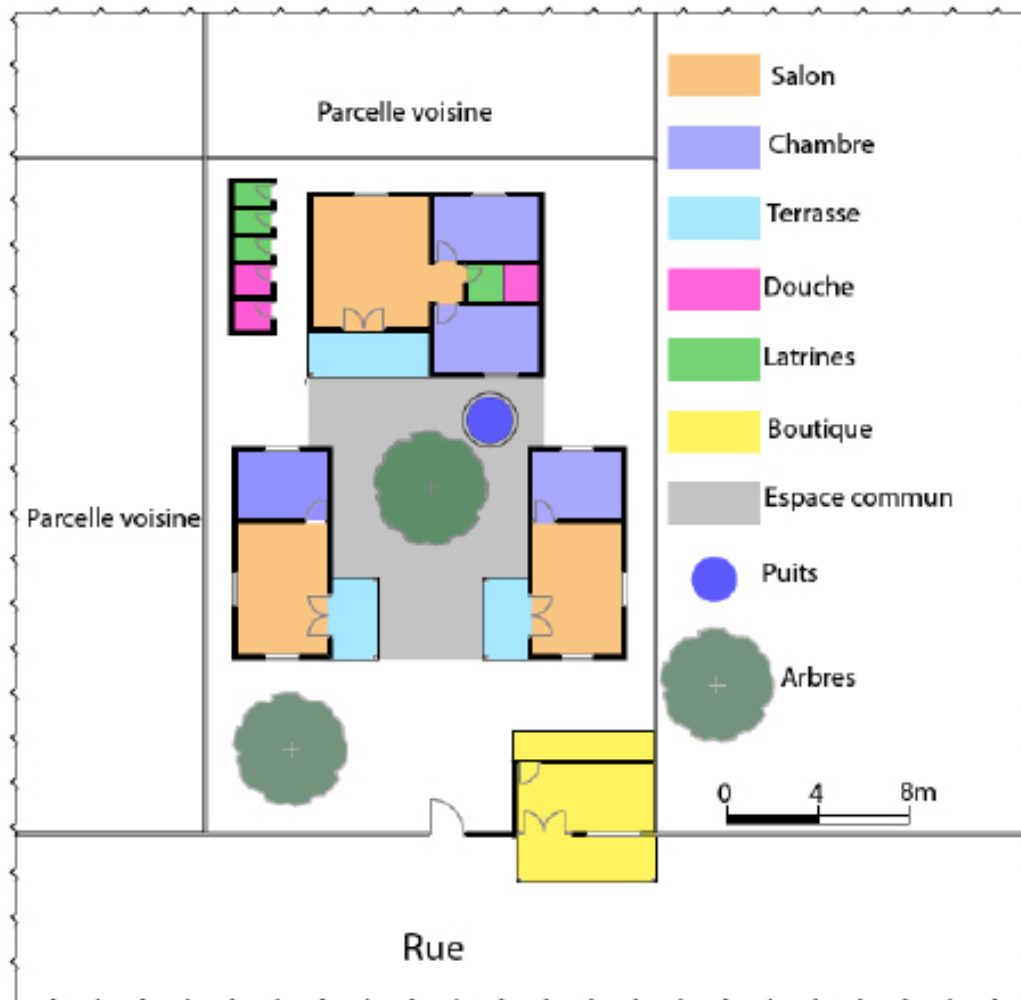 Parcelle voisine
Parcelle voisine
Salon
Chambre
Terrasse
Douche
Latrines
Boutique
Espace commun
Puits
Arbres
0 4 8m
Rue